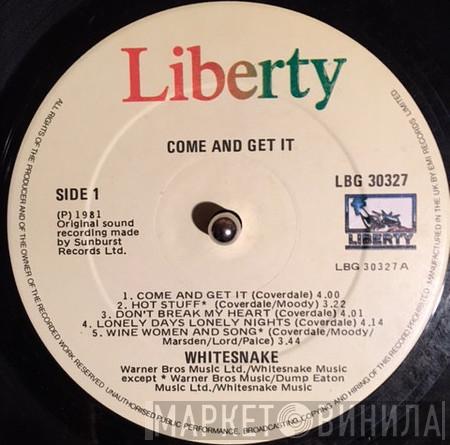 Liberty
COME AND GET IT
SIDE 1
(P) 1981
Original sound
recording made
by Sunburst
Records Ltd.
LBG 30327
LIBERTY
LBG 30327 A
1. COME AND GET IT (Coverdale) 4.00
2. HOT STUFF* (Coverdale/Moody) 3.22
3. DON'T BREAK MY HEART (Coverdale) 4.01
4. LONELY DAYS LONELY NIGHTS (Coverdale) 4.14
5. WINE WOMEN AND SONG* (Coverdale/Moody/
Marsden/Lord/Paice) 3.44
WHITESNAKE
Warner Bros Music Ltd./Whitesnake Music
except * Warner Bros Music/Dump Eaton
Music Ltd./Whitesnake Music
ALL RIGHTS OF THE PRODUCER AND OF THE OWNER OF THE RECORDED WORK RESERVED. UNAUTHORISED PUBLIC PERFORMANCE, BROADCASTING, COPYING AND HIRING OF THIS RECORD PROHIBITED. MANUFACTURED IN THE UK BY EMI RECORDS LIMITED
МАРКЕТ ВИНИЛА